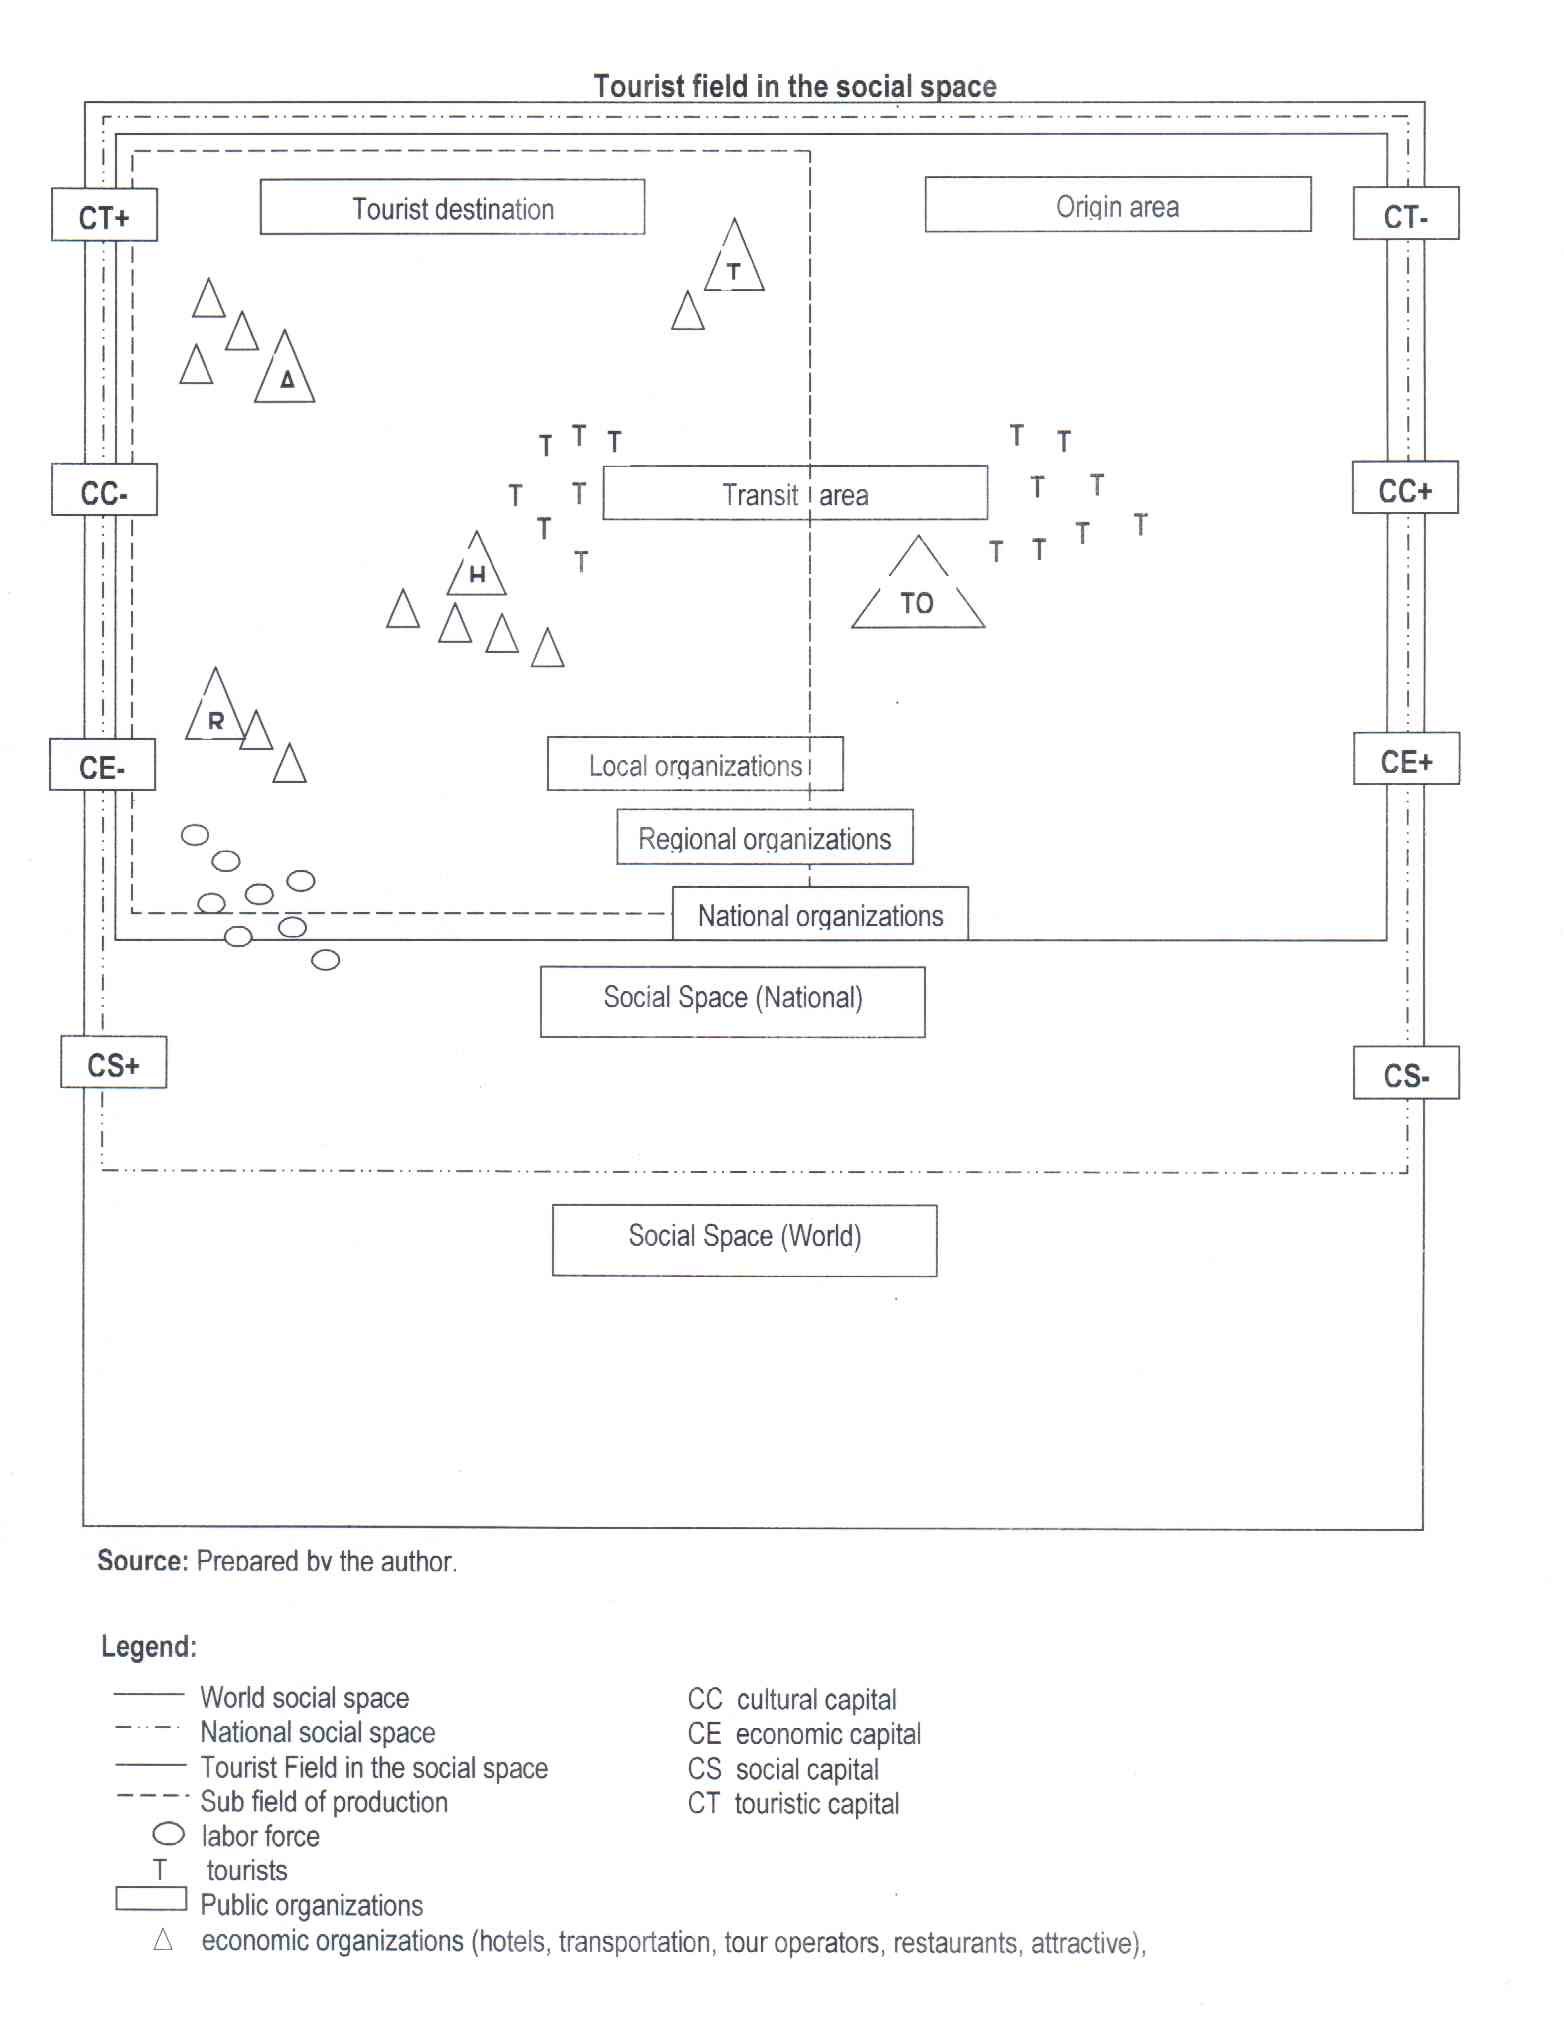 Tourist field in the social space
CT+
Tourist destination
Origin area
CT-
T
A
T T T
T T
CC-
T T
Transit area
T T
CC+
T
T
T T T T
H
TO
R
CE-
Local organizations
CE+
Regional organizations
National organizations
Social Space (National)
CS+
CS-
Social Space (World)
Source: Prepared by the author.
Legend:
World social space
CC cultural capital
National social space
CE economic capital
Tourist Field in the social space
CS social capital
Sub field of production
CT touristic capital
labor force
T tourists
Public organizations
economic organizations (hotels, transportation, tour operators, restaurants, attractive),